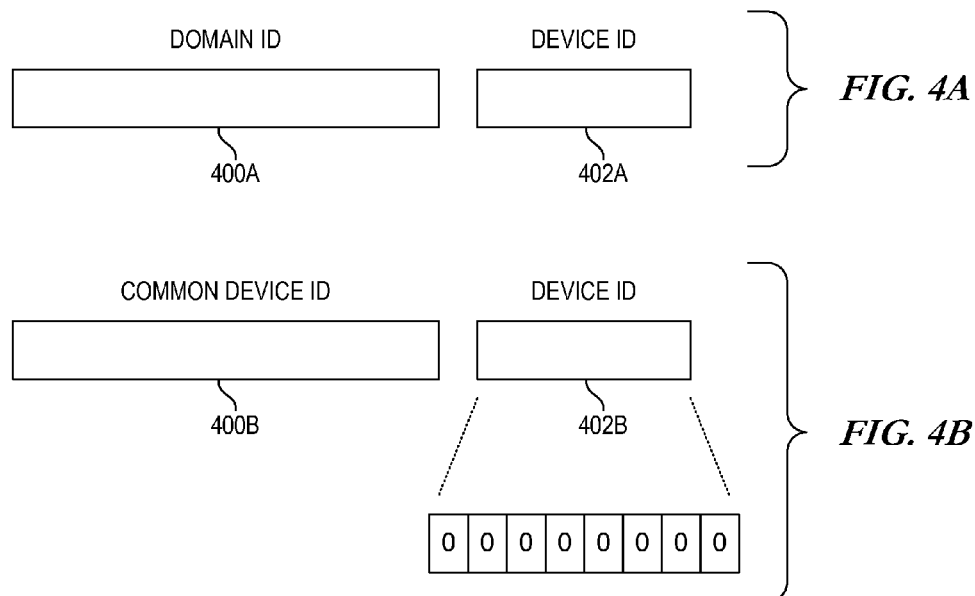 DOMAIN ID DEVICE ID
FIG. 4A
400A 402A
COMMON DEVICE ID DEVICE ID
400B 402B
FIG. 4B
0 0 0 0 0 0 0 0